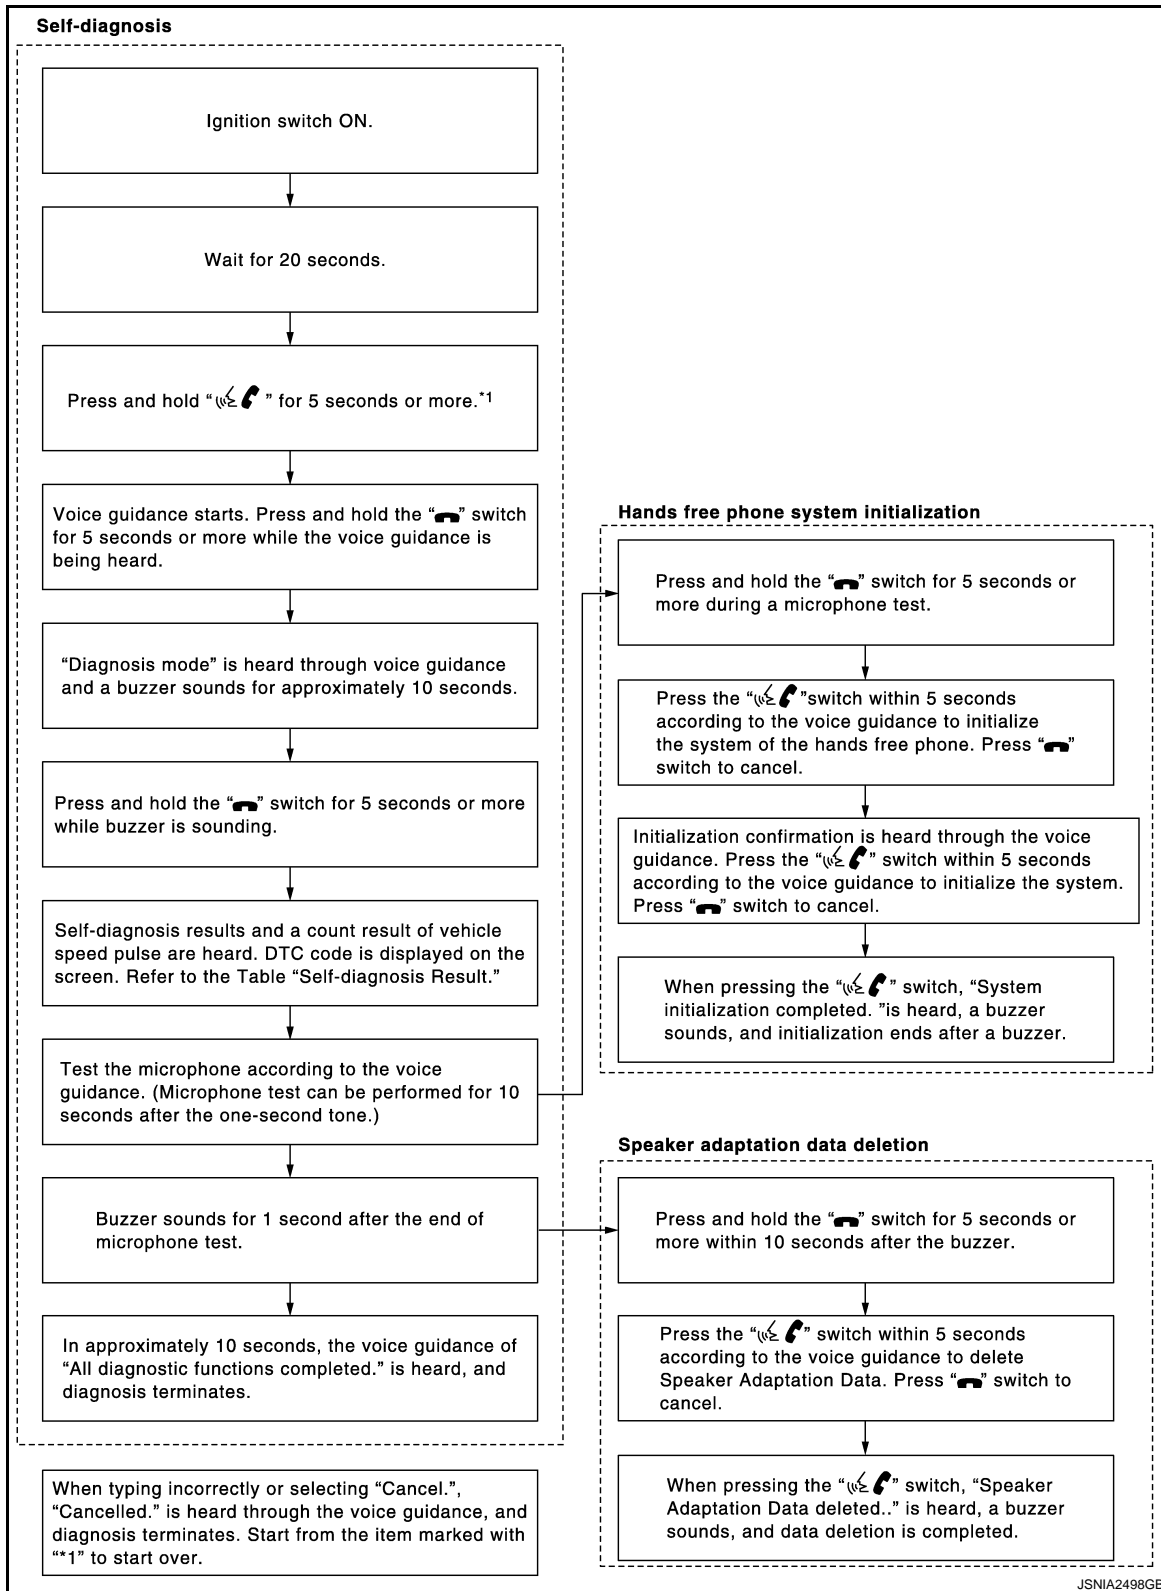 Self-diagnosis
Ignition switch ON.
Wait for 20 seconds.
Press and hold “ ” for 5 seconds or more.*1
Voice guidance starts. Press and hold the “ ” switch
for 5 seconds or more while the voice guidance is
being heard.
“Diagnosis mode” is heard through voice guidance
and a buzzer sounds for approximately 10 seconds.
Press and hold the “ ” switch for 5 seconds or more
while buzzer is sounding.
Self-diagnosis results and a count result of vehicle
speed pulse are heard. DTC code is displayed on the
screen. Refer to the Table “Self-diagnosis Result.”
Test the microphone according to the voice
guidance. (Microphone test can be performed for 10
seconds after the one-second tone.)
Buzzer sounds for 1 second after the end of
microphone test.
In approximately 10 seconds, the voice guidance of
“All diagnostic functions completed.” is heard, and
diagnosis terminates.
When typing incorrectly or selecting “Cancel.”,
“Cancelled.” is heard through the voice guidance, and
diagnosis terminates. Start from the item marked with
“*1” to start over.
Hands free phone system initialization
Press and hold the “ ” switch for 5 seconds or
more during a microphone test.
Press the “ ”switch within 5 seconds
according to the voice guidance to initialize
the system of the hands free phone. Press “ ”
switch to cancel.
Initialization confirmation is heard through the voice
guidance. Press the “ ” switch within 5 seconds
according to the voice guidance to initialize the system.
Press “ ” switch to cancel.
When pressing the “ ” switch, “System
initialization completed. ”is heard, a buzzer
sounds, and initialization ends after a buzzer.
Speaker adaptation data deletion
Press and hold the “ ” switch for 5 seconds or
more within 10 seconds after the buzzer.
Press the “ ” switch within 5 seconds
according to the voice guidance to delete
Speaker Adaptation Data. Press “ ” switch to
cancel.
When pressing the “ ” switch, “Speaker
Adaptation Data deleted..” is heard, a buzzer
sounds, and data deletion is completed.